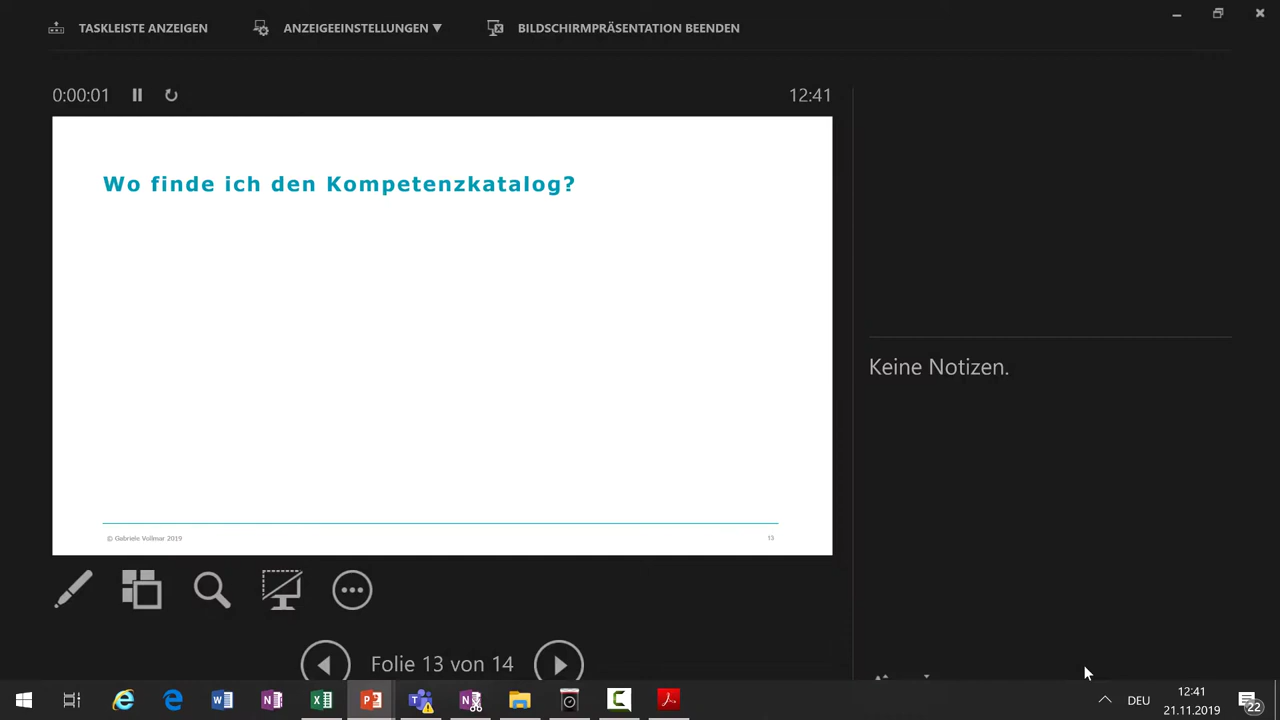 TASKLEISTE ANZEIGEN
ANZEIGEEINSTELLUNGEN ▼
BILDSCHIRMPRÄSENTATION BEENDEN
0:00:01
12:41
Wo finde ich den Kompetenzkatalog?
© Gabriele Vollmar 2019
13
Keine Notizen.
Folie 13 von 14
DEU
12:41
21.11.2019
22